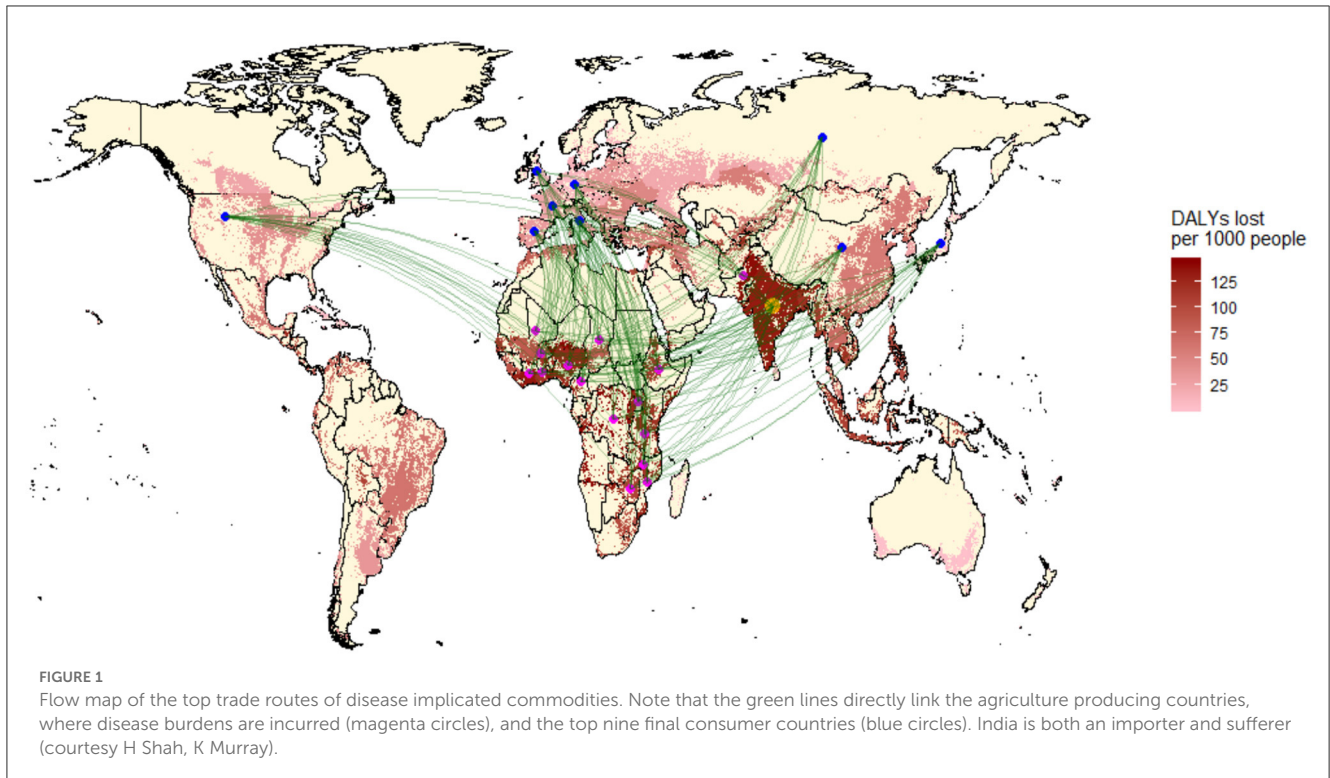 DALYs lost
per 1000 people
125
100
75
50
25
FIGURE 1
Flow map of the top trade routes of disease implicated commodities. Note that the green lines directly link the agriculture producing countries,
where disease burdens are incurred (magenta circles), and the top nine final consumer countries (blue circles). India is both an importer and sufferer
(courtesy H Shah, K Murray).